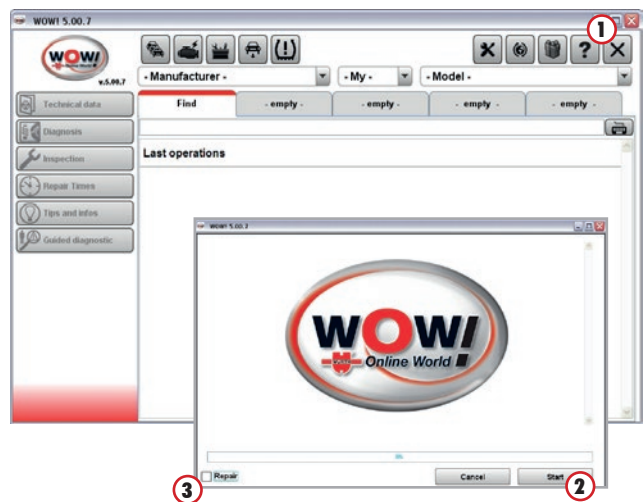 WOW! 5.00.7
1
WOW!
v.5.00.7
- Manufacturer -
- My -
- Model -
Technical data
Find
- empty -
- empty -
- empty -
- empty -
Diagnosis
Inspection
Last operations
Repair Times
Tips and infos
Guided diagnostic
WOW! 5.00.7
WOW!
Online World
0%
Repair
Cancel
Start
3
2